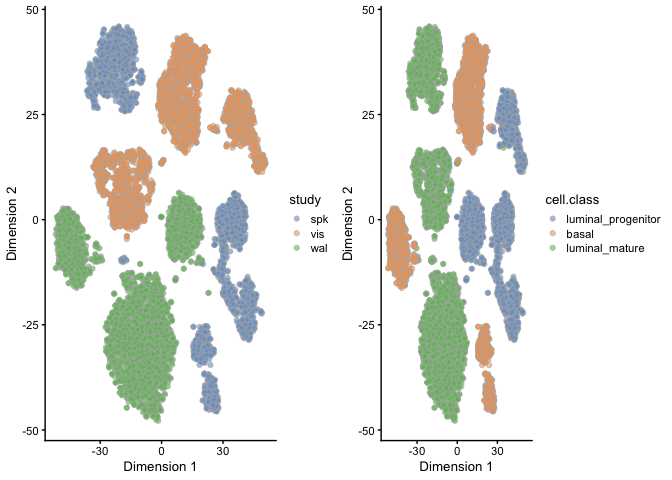 50
25
0
-25
-50
Dimension 2
-30
0
30
Dimension 1
study
spk
vis
wal
50
25
0
-25
-50
Dimension 2
-30
0
30
Dimension 1
cell.class
luminal_progenitor
basal
luminal_mature